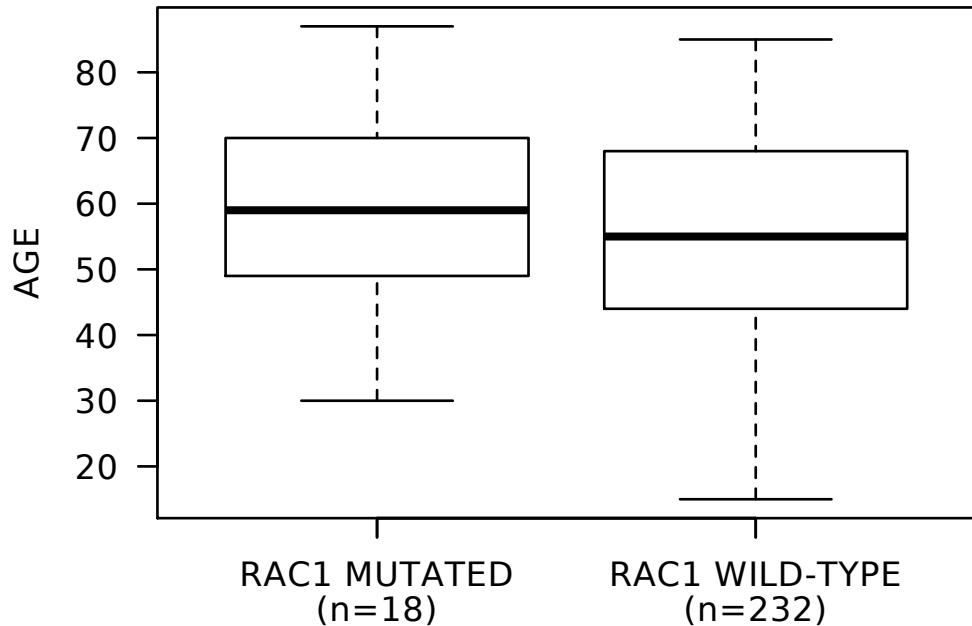 AGE
80
70
60
50
40
30
20
RAC1 MUTATED
(n=18)
RAC1 WILD-TYPE
(n=232)